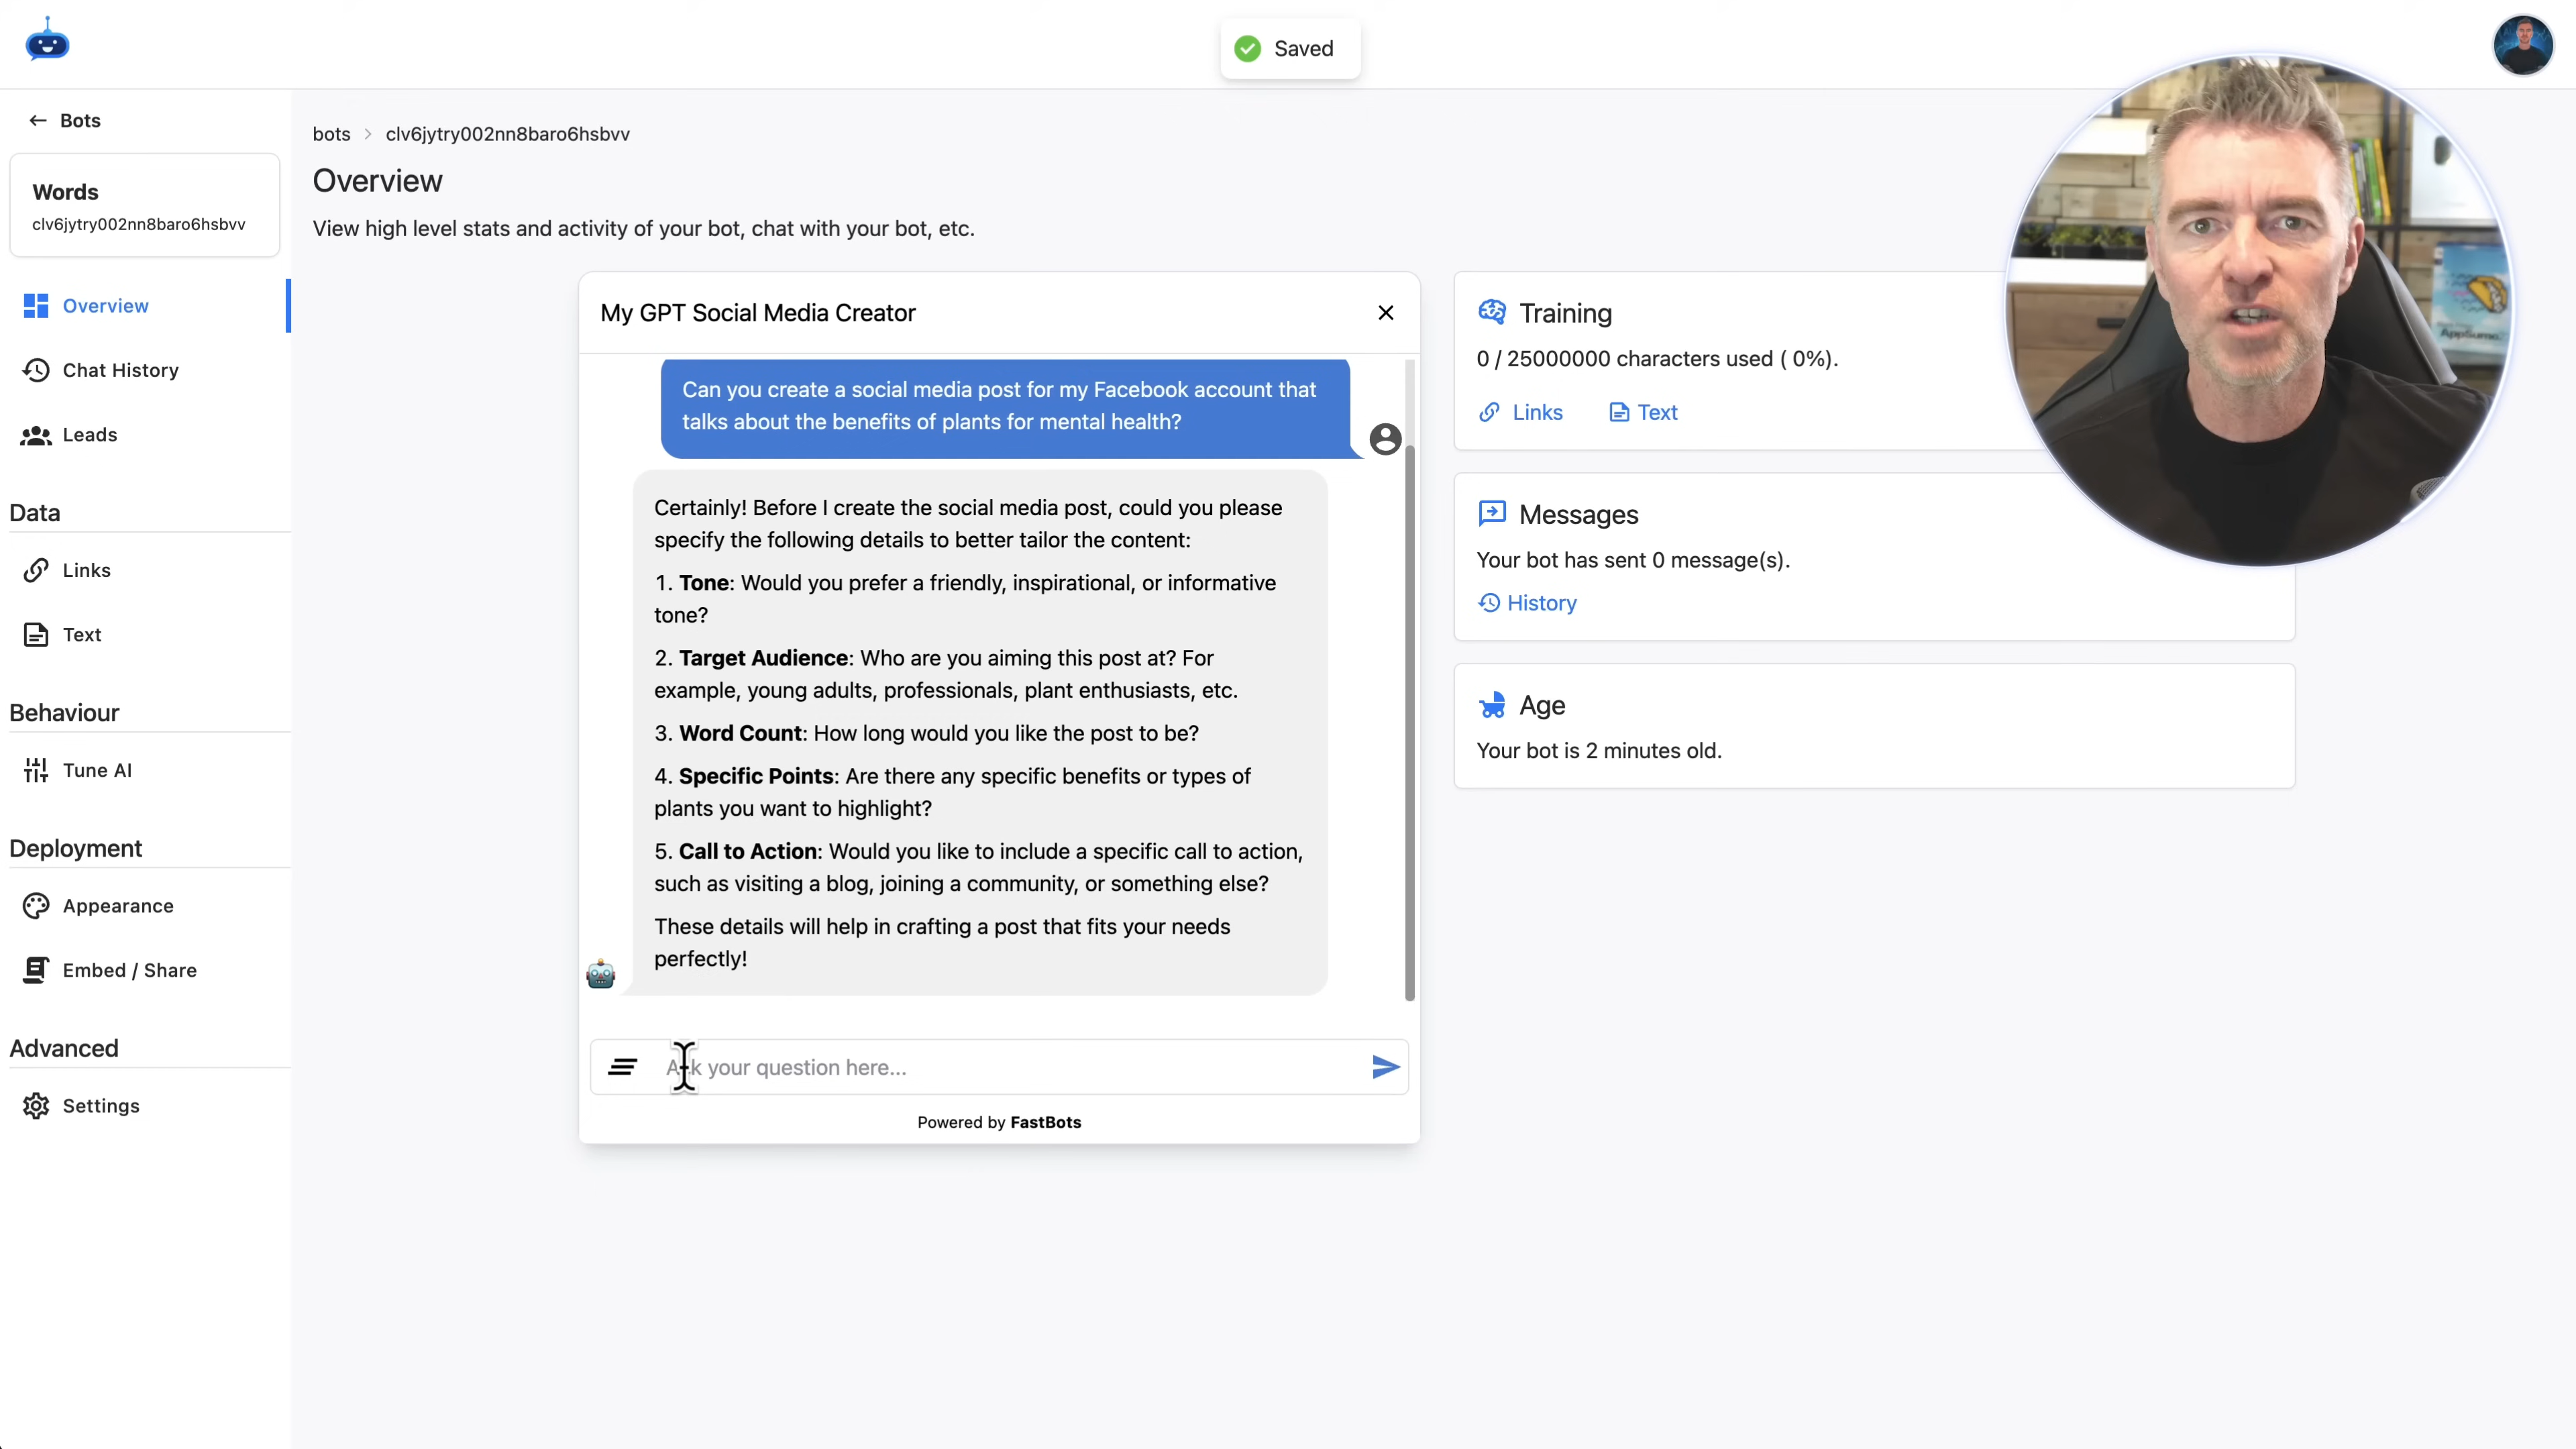 Saved
Bots
Words
clv6jytry002nn8baro6hsbvv
Overview
Chat History
Leads
Data
Links
Text
Behaviour
Tune AI
Deployment
Appearance
Embed / Share
Advanced
Settings
bots > clv6jytry002nn8baro6hsbvv
Overview
View high level stats and activity of your bot, chat with your bot, etc.
My GPT Social Media Creator
Can you create a social media post for my Facebook account that
talks about the benefits of plants for mental health?
Certainly! Before I create the social media post, could you please
specify the following details to better tailor the content:
1. Tone: Would you prefer a friendly, inspirational, or informative
tone?
2. Target Audience: Who are you aiming this post at? For
example, young adults, professionals, plant enthusiasts, etc.
3. Word Count: How long would you like the post to be?
4. Specific Points: Are there any specific benefits or types of
plants you want to highlight?
5. Call to Action: Would you like to include a specific call to action,
such as visiting a blog, joining a community, or something else?
These details will help in crafting a post that fits your needs
perfectly!
Ask your question here...
Powered by FastBots
Training
0 / 25000000 characters used ( 0%).
Links Text
Messages
Your bot has sent 0 message(s).
History
Age
Your bot is 2 minutes old.
AppSumo